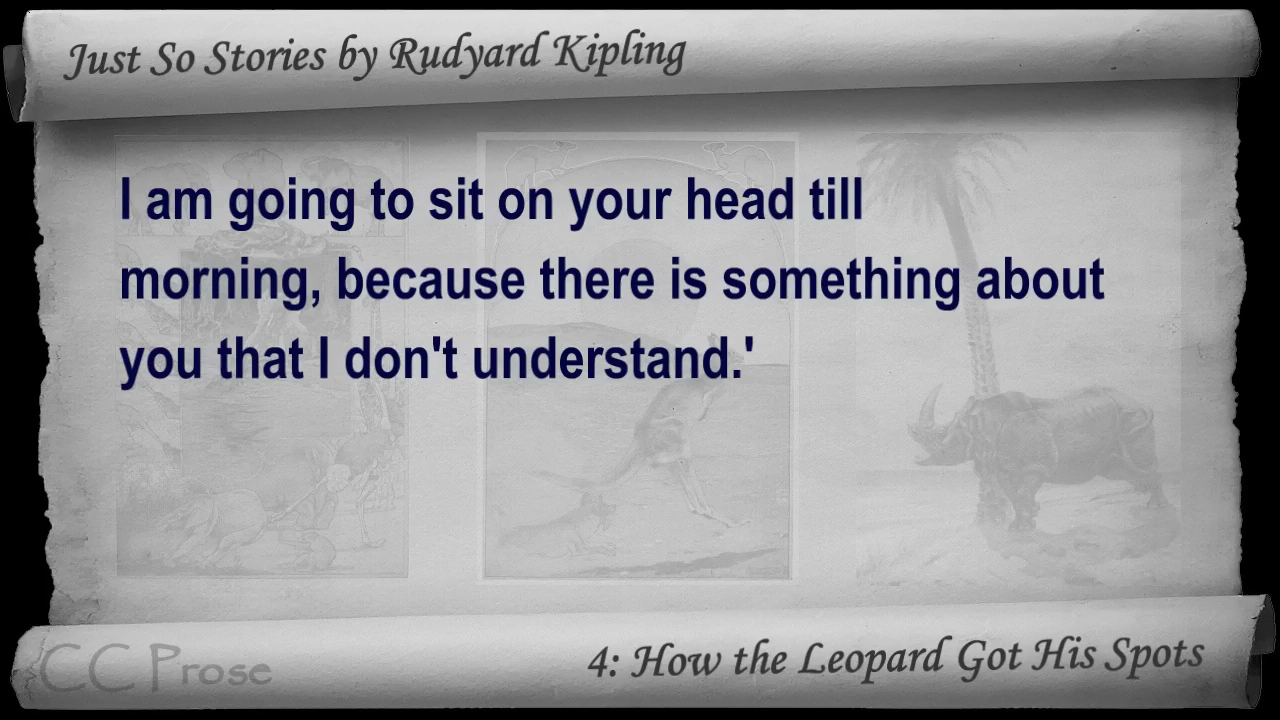 Just So Stories by Rudyard Kipling
I am going to sit on your head till
morning, because there is something about
you that I don't understand.'
CC Prose
4: How the Leopard Got His Spots